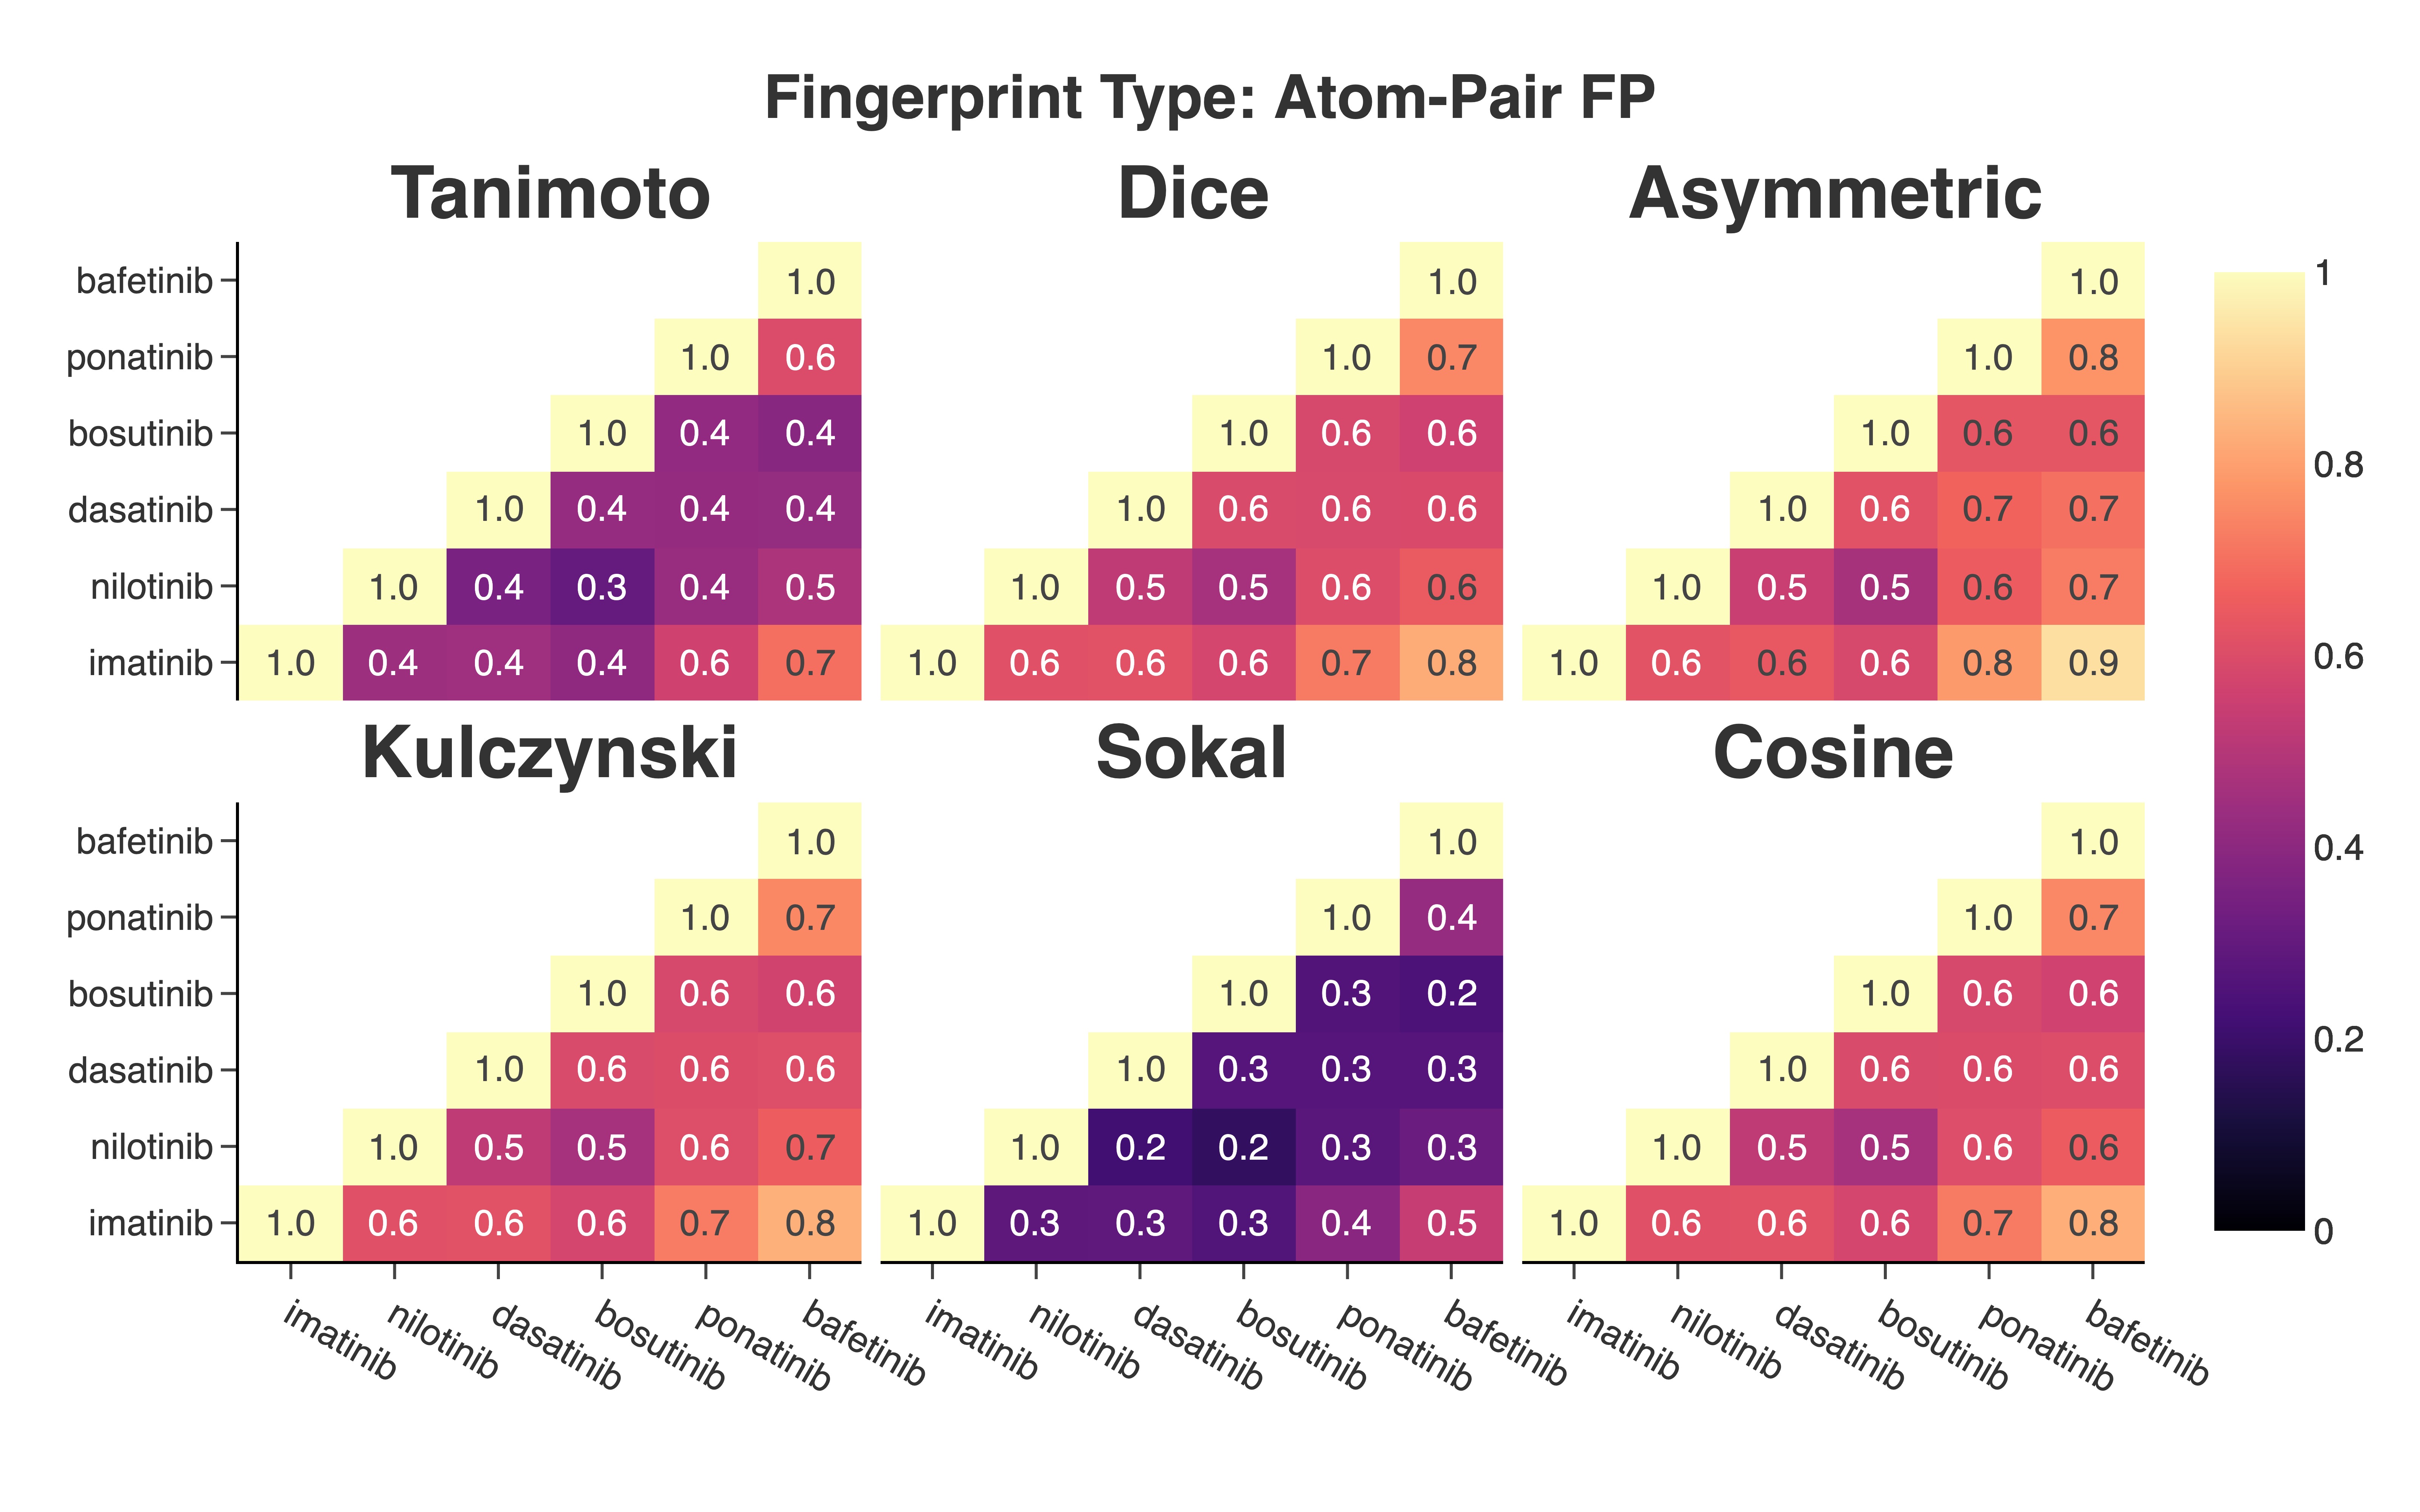 Fingerprint Type: Atom-Pair FP
Tanimoto Dice Asymmetric
bafetinib 1.0 1.0 1.0 1
ponatinib 1.0 0.6 1.0 0.7 1.0 0.8
bosutinib 1.0 0.4 0.4 1.0 0.6 0.6 1.0 0.6 0.6
0.8
dasatinib 1.0 0.4 0.4 0.4 1.0 0.6 0.6 0.6 1.0 0.6 0.7 0.7
nilotinib 1.0 0.4 0.3 0.4 0.5 1.0 0.5 0.5 0.6 0.6 1.0 0.5 0.5 0.6 0.7
imatinib 1.0 0.4 0.4 0.4 0.6 0.7 1.0 0.6 0.6 0.6 0.7 0.8 1.0 0.6 0.6 0.6 0.8 0.9 0.6
Kulczynski Sokal Cosine
bafetinib 1.0 1.0 1.0 0.4
ponatinib 1.0 0.7 1.0 0.4 1.0 0.7
bosutinib 1.0 0.6 0.6 1.0 0.3 0.2 1.0 0.6 0.6
0.2
dasatinib 1.0 0.6 0.6 0.6 1.0 0.3 0.3 0.3 1.0 0.6 0.6 0.6
nilotinib 1.0 0.5 0.5 0.6 0.7 1.0 0.2 0.2 0.3 0.3 1.0 0.5 0.5 0.6 0.6
imatinib 1.0 0.6 0.6 0.6 0.7 0.8 1.0 0.3 0.3 0.3 0.4 0.5 1.0 0.6 0.6 0.6 0.7 0.8 0
imatinib nilotinib dasatinib bosutinib ponatinib bafetinib imatinib nilotinib dasatinib bosutinib ponatinib bafetinib imatinib nilotinib dasatinib bosutinib ponatinib bafetinib